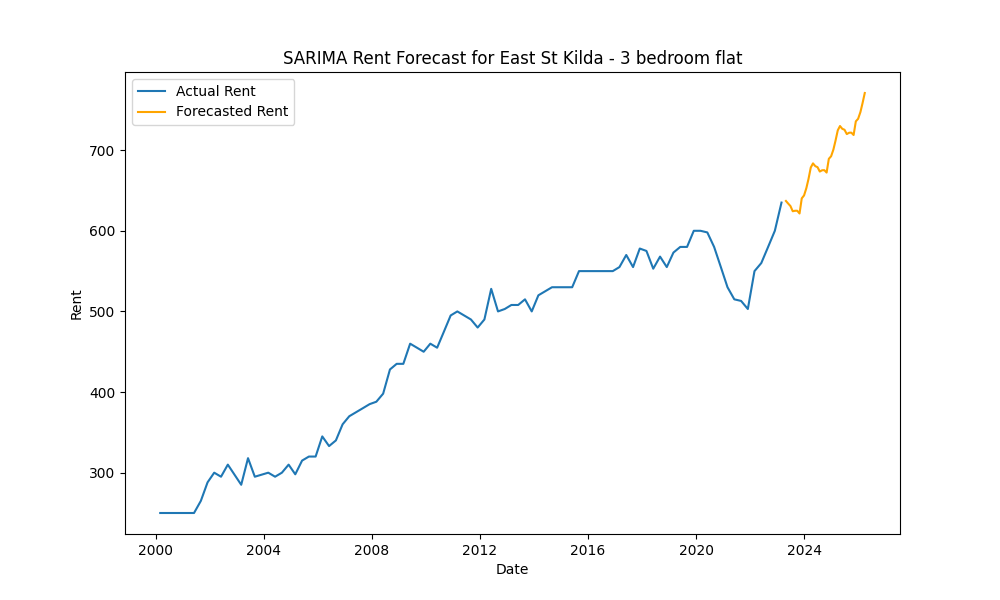 SARIMA Rent Forecast for East St Kilda - 3 bedroom flat
Actual Rent
Forecasted Rent
700
600
500
400
300
Rent
2000 2004 2008 2012 2016 2020 2024
Date